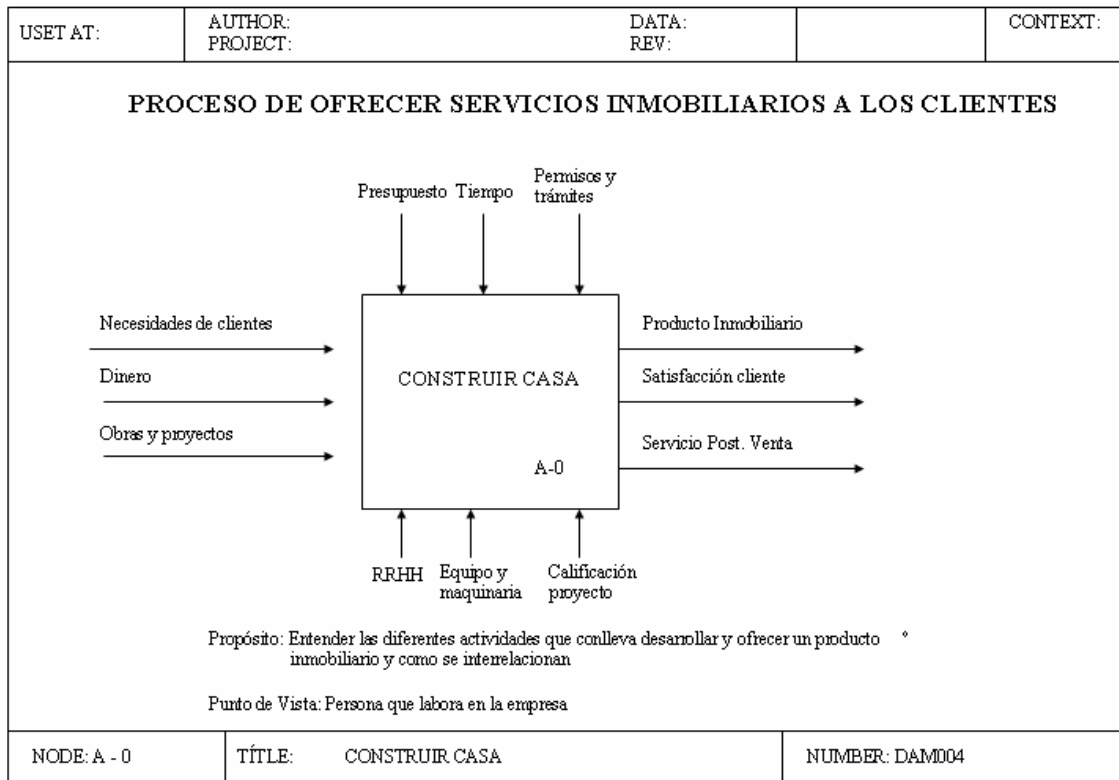 USET AT:
AUTHOR:
PROJECT:
DATA:
REV:
CONTEXT:
PROCESO DE OFRECER SERVICIOS INMOBILIARIOS A LOS CLIENTES
Presupuesto
Tiempo
Permisos y
trámites
Necesidades de clientes
Dinero
Obras y proyectos
CONSTRUIR CASA
A-0
Producto Inmobiliario
Satisfacción cliente
Servicio Post. Venta
RRHH
Equipo y
maquinaria
Calificación
proyecto
Propósito: Entender las diferentes actividades que conlleva desarrollar y ofrecer un producto °
inmobiliario y como se interrelacionan
Punto de Vista: Persona que labora en la empresa
NODE: A - 0
TÍTLE: CONSTRUIR CASA
NUMBER: DAM004